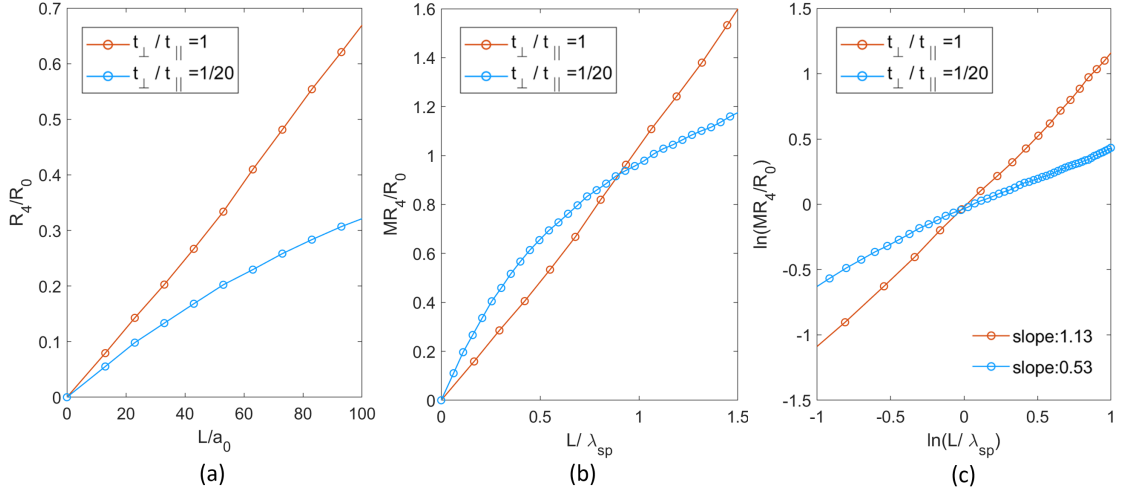 t⊥ / t|| =1
t⊥ / t|| =1/20
0.7
0.6
0.5
0.4
0.3
0.2
0.1
0
R4/R0
0 20 40 60 80 100
L/a0
(a)
t⊥ / t|| =1
t⊥ / t|| =1/20
1.6
1.4
1.2
1
0.8
0.6
0.4
0.2
0
MR4/R0
0 0.5 1 1.5
L/ λsp
(b)
t⊥ / t|| =1
t⊥ / t|| =1/20
1.5
1
0.5
0
-0.5
-1
-1.5
ln(MR4/R0)
slope:1.13
slope:0.53
-1 -0.5 0 0.5 1
ln(L/ λsp)
(c)